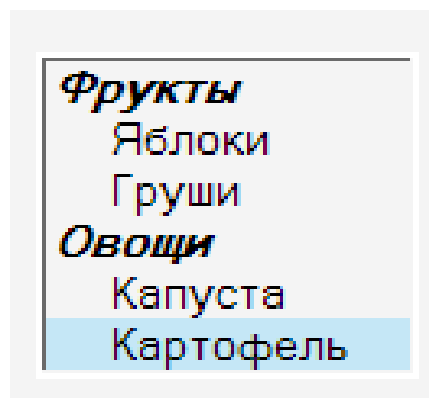 Фрукты
Яблоки
Груши
Овощи
Капуста
Картофель